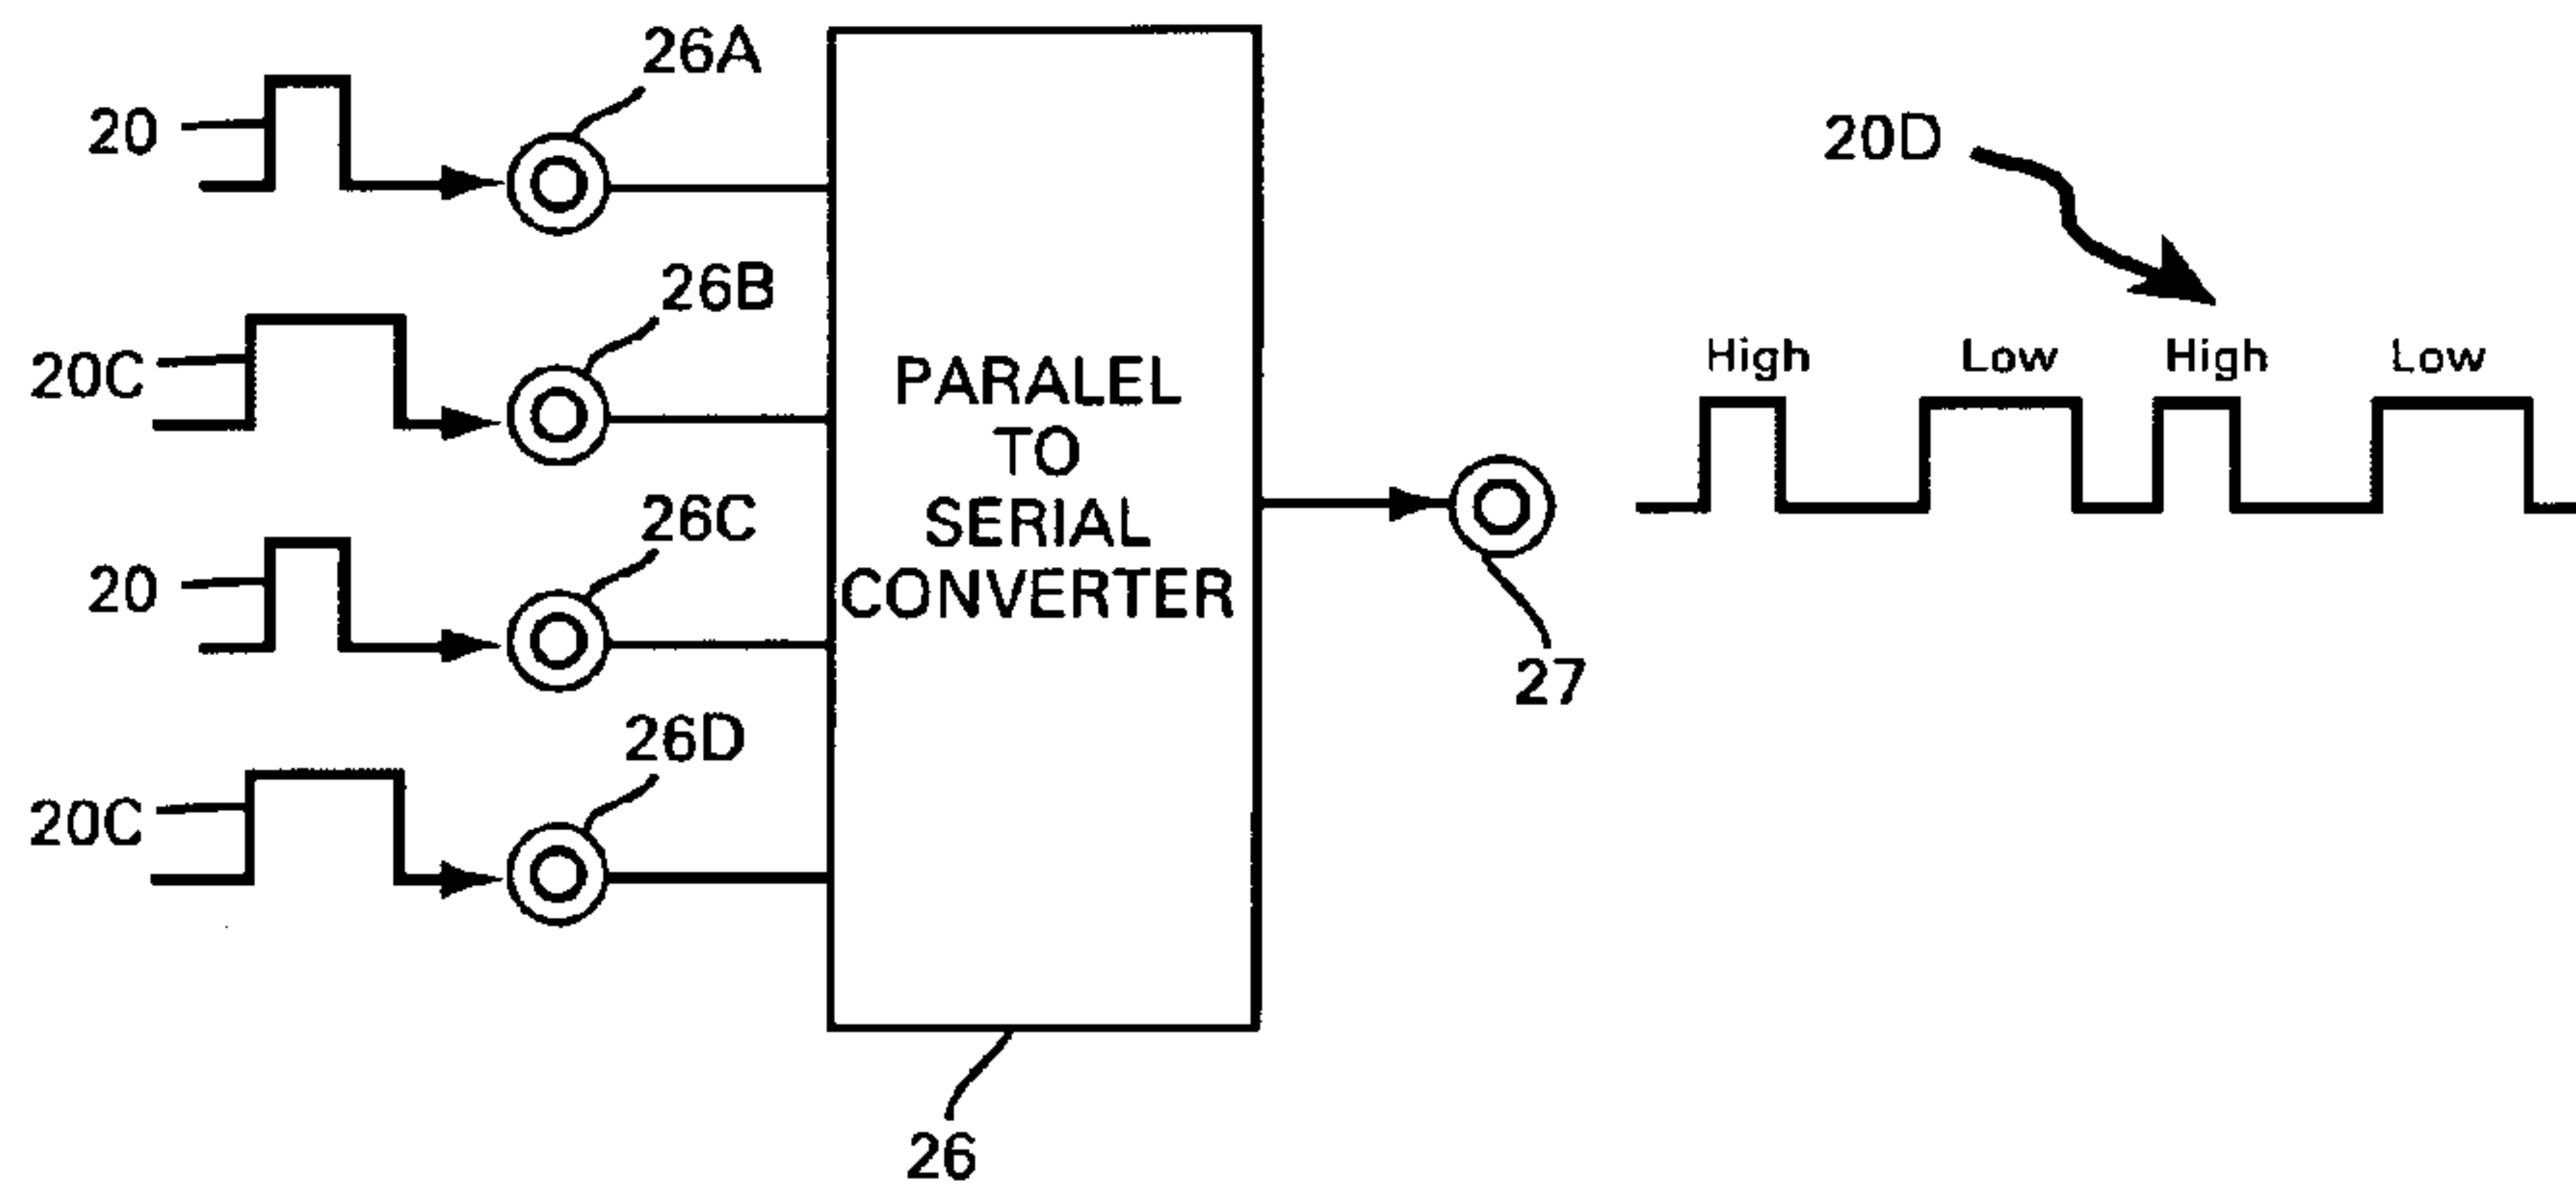 26A
20
20D
26B
20C
High Low High Low
PARALEL
TO
SERIAL
CONVERTER
26C
20
27
26D
20C
26